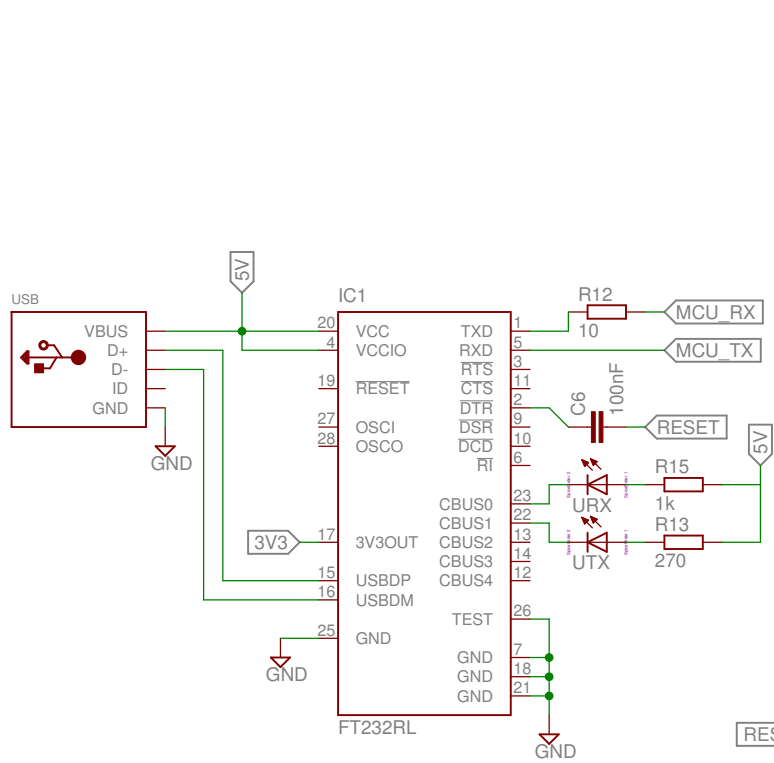 5V
USB
IC1
R12
VBUS
20
VCC
TXD
1
10
MCU_RX
D+
4
VCCIO
RXD
5
MCU_TX
D-
RTS
3
ID
19
RESET
CTS
11
C6
100nF
GND
DTR
2
27
OSCI
DSR
9
RESET
5V
28
OSCO
DCD
10
GND
RI
6
R15
CBUS0
23
URX
1k
CBUS1
22
R13
3V3
17
3V3OUT
CBUS2
13
CBUS3
14
UTX
270
15
USBDP
CBUS4
12
16
USBDM
TEST
26
25
GND
GND
7
GND
GND
18
GND
21
FT232RL
RES
GND